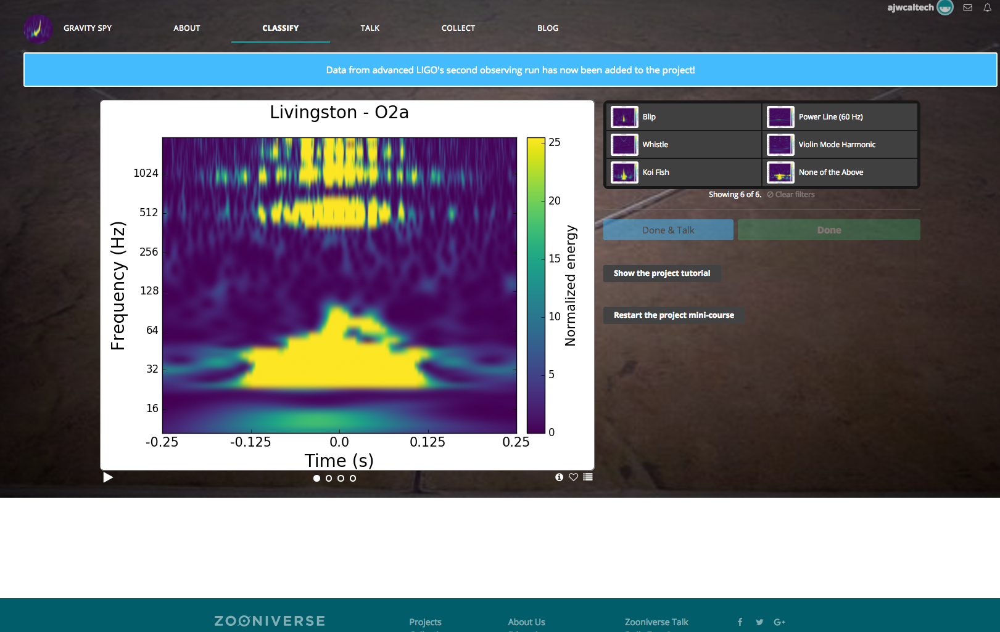 ajwcaltech
GRAVITY SPY ABOUT CLASSIFY TALK COLLECT BLOG
Data from advanced LIGO's second observing run has now been added to the project!
Livingston - O2a
1024
512
256
128
64
32
16
Frequency (Hz)
-0.25 -0.125 0.0 0.125 0.25
Time (s)
25
20
15
10
5
0
Normalized energy
Blip Power Line (60 Hz)
Whistle Violin Mode Harmonic
Koi Fish None of the Above
Showing 6 of 6. Clear filters
Done & Talk Done
Show the project tutorial
Restart the project mini-course
ZOONIVERSE Projects About Us Zooniverse Talk f G+